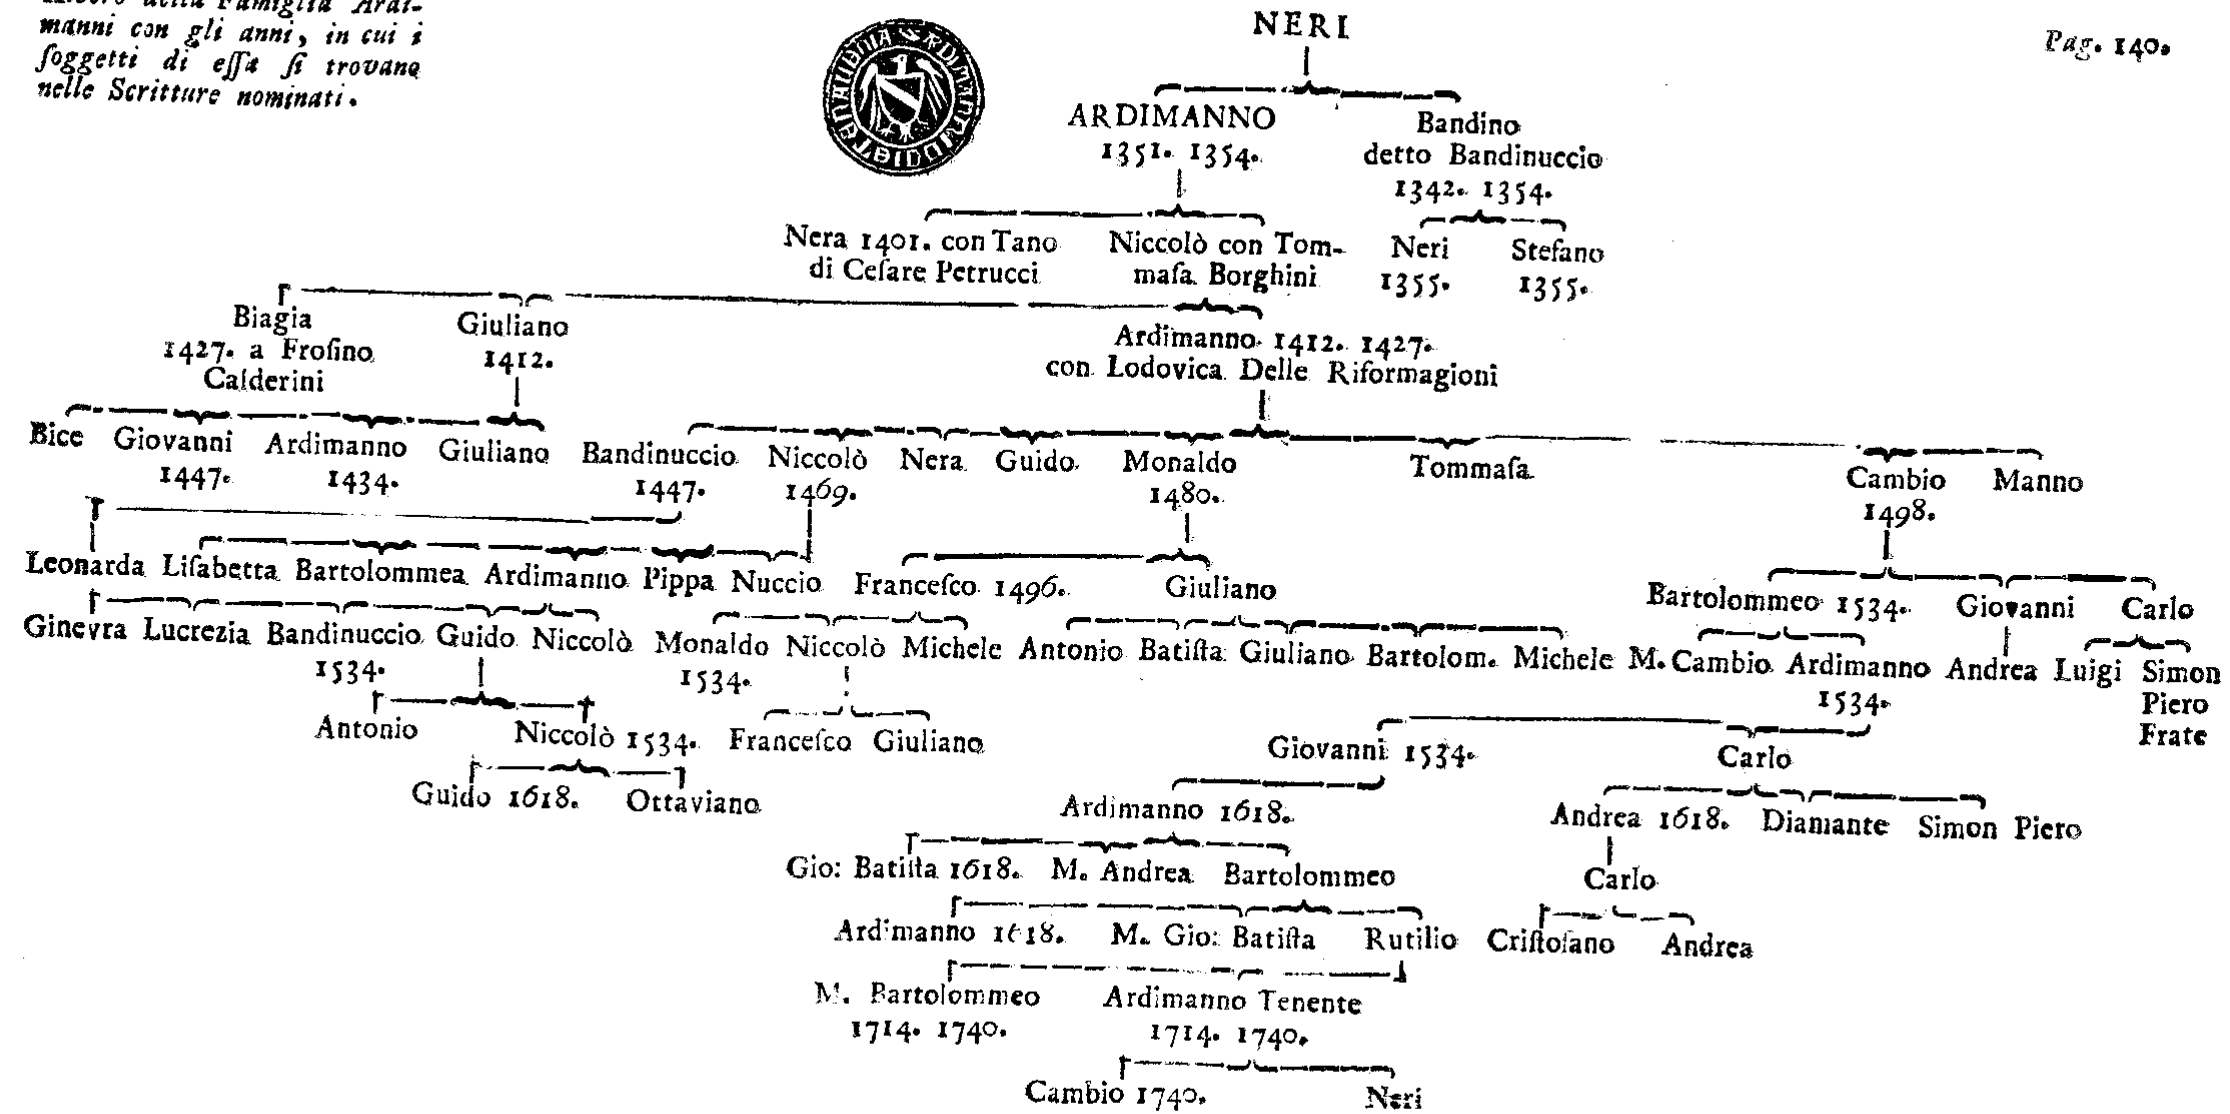 Albero della Famiglia Ardi-
manni con gli anni, in cui i
ſoggetti di eſſa ſi trovano
nelle Scritture nominati.
Pag. 140.
NERI
ARDIMANNO
1351. 1354.
Bandino
detto Bandinuccio
1342. 1354.
Nera 1401. con Tano
di Ceſare Petrucci
Niccolò con Tom-
maſa Borghini
Neri
1355.
Stefano
1355.
Biagia
1427. a Froſino
Calderini
Giuliano
1412.
Ardimanno 1412. 1427.
con Lodovica Delle Riformagioni
Bice
Giovanni
1447.
Ardimanno
1434.
Giuliano
Bandinuccio
1447.
Niccolò
1469.
Nera
Guido
Monaldo
1480.
Tommaſa
Cambio
1498.
Manno
Leonarda
Liſabetta
Bartolommea
Ardimanno
Pippa
Nuccio
Franceſco 1496.
Giuliano
Bartolommeo 1534.
Giovanni
Carlo
Ginevra
Lucrezia
Bandinuccio
1534.
Guido
Niccolò
Monaldo
1534.
Niccolò
Michele
Antonio
Batiſta
Giuliano
Bartolom.
Michele
M. Cambio
Ardimanno
1534.
Andrea
Luigi
Simon
Piero
Frate
Antonio
Niccolò 1534.
Franceſco
Giuliano
Giovanni 1534.
Carlo
Guido 1618.
Ottaviano
Ardimanno 1618.
Andrea 1618.
Diamante
Simon Piero
Gio: Batiſta 1618.
M. Andrea
Bartolommeo
Carlo
Ardimanno 1618.
M. Gio: Batiſta
Rutilio
Criſtofano
Andrea
M. Bartolommeo
1714. 1740.
Ardimanno Tenente
1714. 1740.
Cambio 1740.
Neri